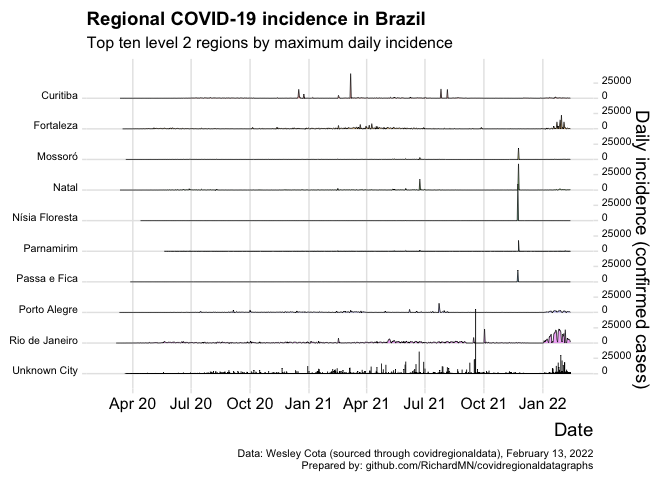 Regional COVID-19 incidence in Brazil
Top ten level 2 regions by maximum daily incidence
Curitiba
Fortaleza
Mossoró
Natal
Nísia Floresta
Parnamirim
Passa e Fica
Porto Alegre
Rio de Janeiro
Unknown City
25000
0
25000
0
25000
0
25000
0
25000
0
25000
0
25000
0
25000
0
25000
0
25000
0
Daily incidence (confirmed cases)
Apr 20 Jul 20 Oct 20 Jan 21 Apr 21 Jul 21 Oct 21 Jan 22
Date
Data: Wesley Cota (sourced through covidregionaldata), February 13, 2022
Prepared by: github.com/RichardMN/covidregionaldatagraphs